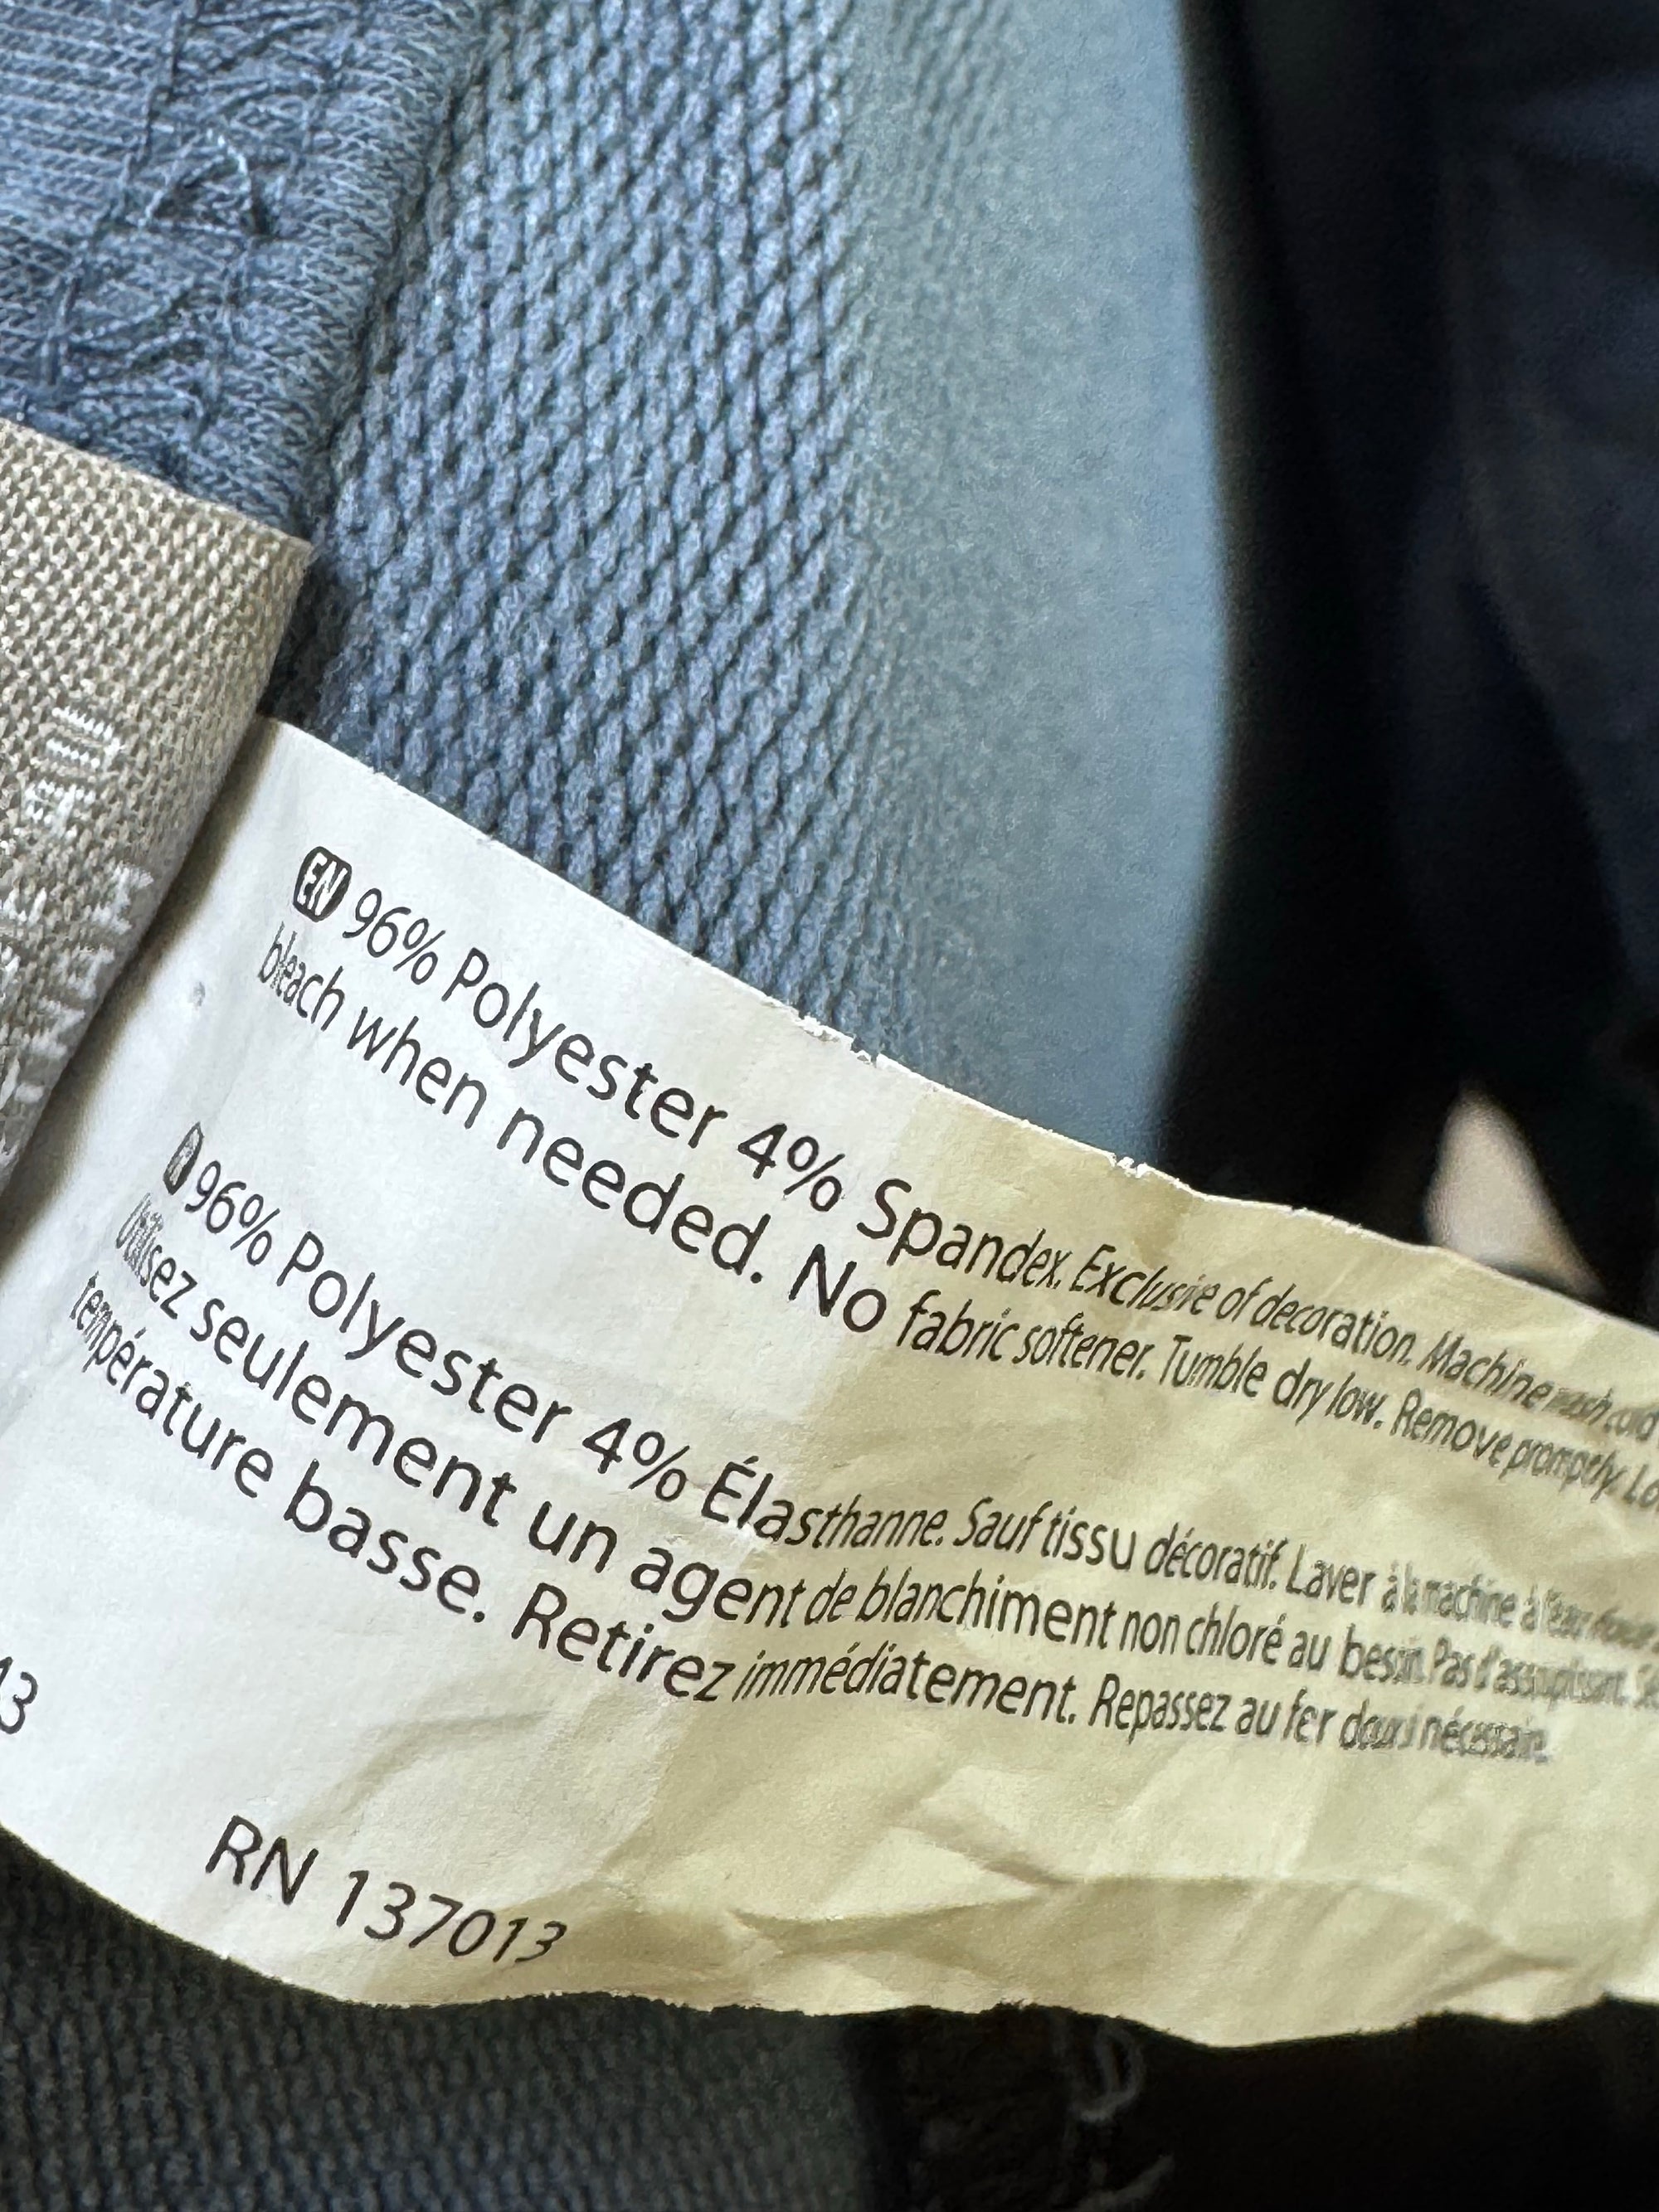 EN 96% Polyester 4% Spandex. Exclusive of decoration. Machine wash cold
bleach when needed. No fabric softener. Tumble dry low. Remove promptly.
96% Polyester 4% Élasthanne. Sauf tissu décoratif. Laver à la machine à l'eau
Utilisez seulement un agent de blanchiment non chloré au besoin. Pas d'assouplissant.
température basse. Retirez immédiatement. Repassez au fer doux si nécessaire.
13
RN 137013